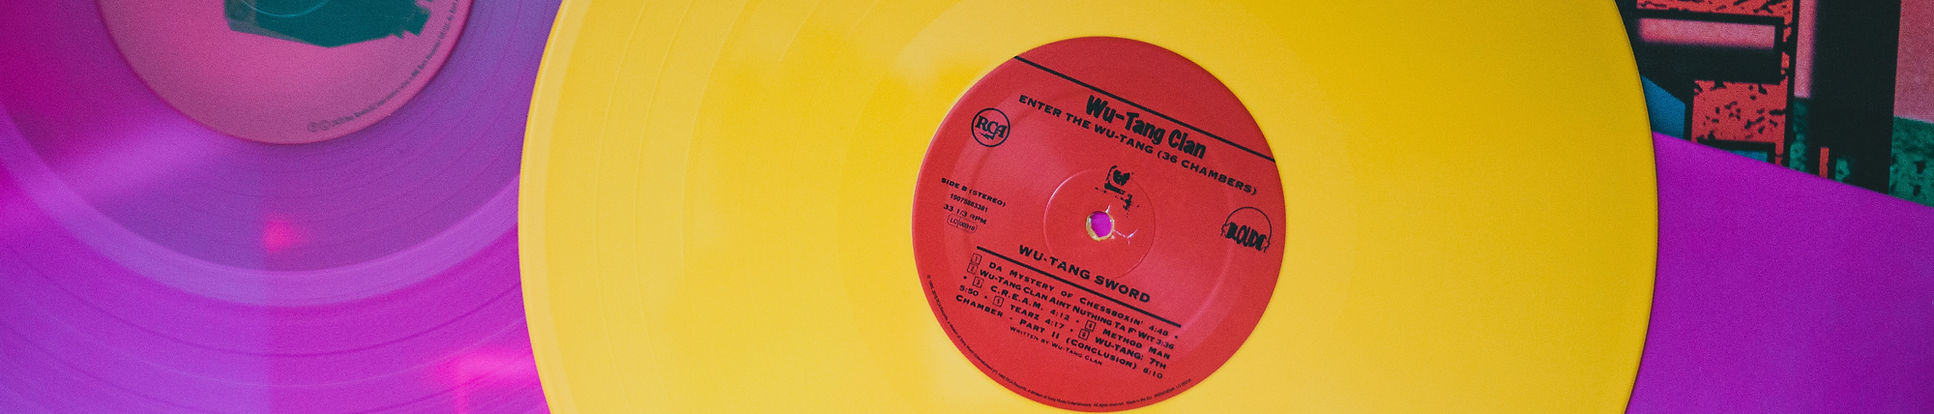 Wu-Tang Clan
ENTER THE WU-TANG (36 CHAMBERS)
RCA
SIDE B (STEREO)
19075883381
33 1/3 RPM
LOUD
WU-TANG SWORD
1 DA MYSTERY OF CHESSBOXIN' 4:48
2 WU-TANG CLAN AINT NUTHING TA F' WIT 3:36
• 3 C.R.E.A.M. 4:12 • 4 METHOD MAN
5:50 • 5 TEARZ 4:17 • 6 WU-TANG: 7TH
CHAMBER - PART II (CONCLUSION) 6:10
WRITTEN BY WU-TANG CLAN